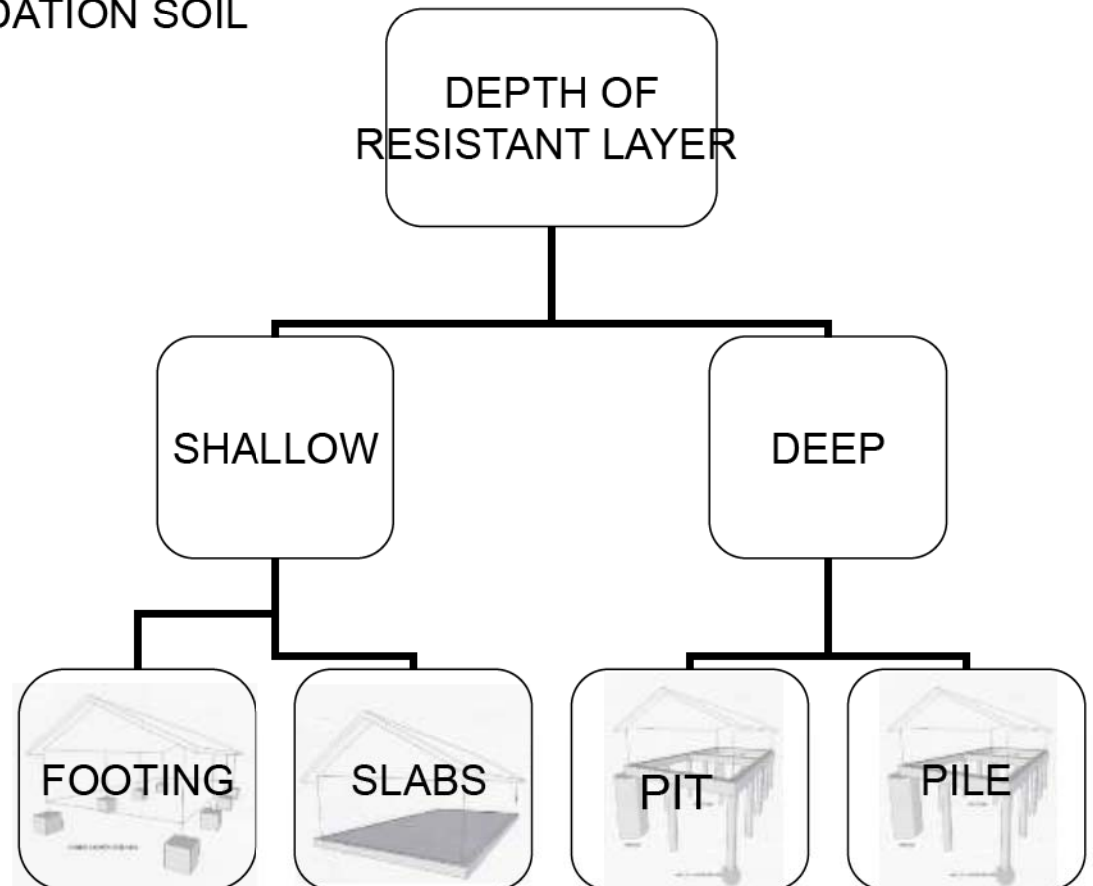 DATION SOIL
DEPTH OF
RESISTANT LAYER
SHALLOW
DEEP
FOOTING
SLABS
PIT
PILE